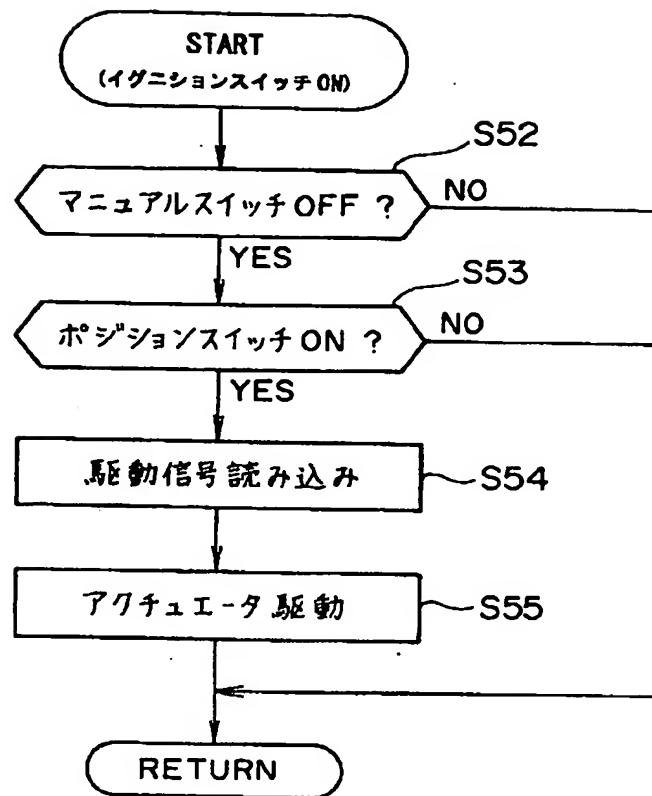 START
(イグニションスイッチON)
S52
マニュアルスイッチOFF ?
NO
YES
S53
ポジションスイッチON ?
NO
YES
駆動信号読み込み
S54
アクチュエータ駆動
S55
RETURN